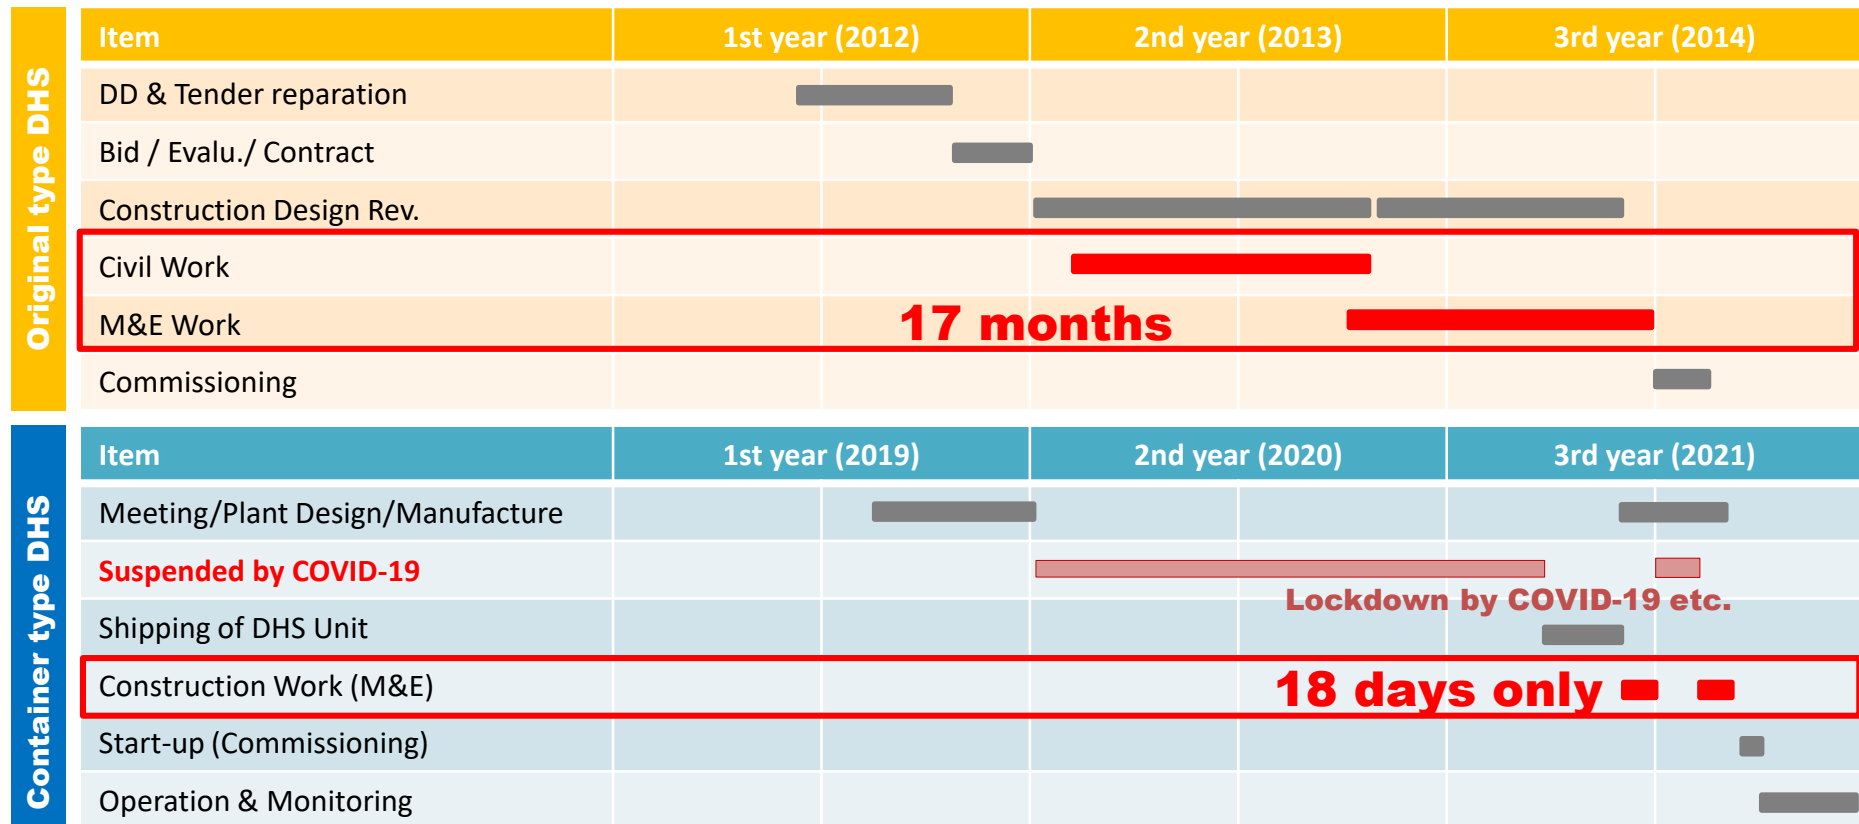 Original type DHS
Item 1st year (2012) 2nd year (2013) 3rd year (2014)
DD & Tender reparation
Bid / Evalu./ Contract
Construction Design Rev.
Civil Work
M&E Work
17 months
Commissioning
Container type DHS
Item 1st year (2019) 2nd year (2020) 3rd year (2021)
Meeting/Plant Design/Manufacture
Suspended by COVID-19
Lockdown by COVID-19 etc.
Shipping of DHS Unit
Construction Work (M&E) 18 days only
Start-up (Commissioning)
Operation & Monitoring